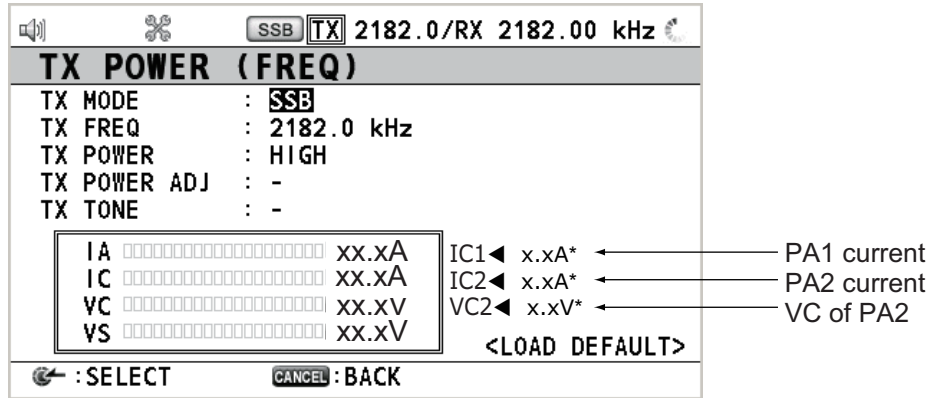 SSB TX 2182.0/RX 2182.00 kHz
TX POWER (FREQ)
TX MODE : SSB
TX FREQ : 2182.0 kHz
TX POWER : HIGH
TX POWER ADJ : -
TX TONE : -
IA xx.xA IC1◀ x.xA* PA1 current
IC xx.xA IC2◀ x.xA* PA2 current
VC xx.xV VC2◀ x.xV* VC of PA2
VS xx.xV
<LOAD DEFAULT>
:SELECT CANCEL :BACK